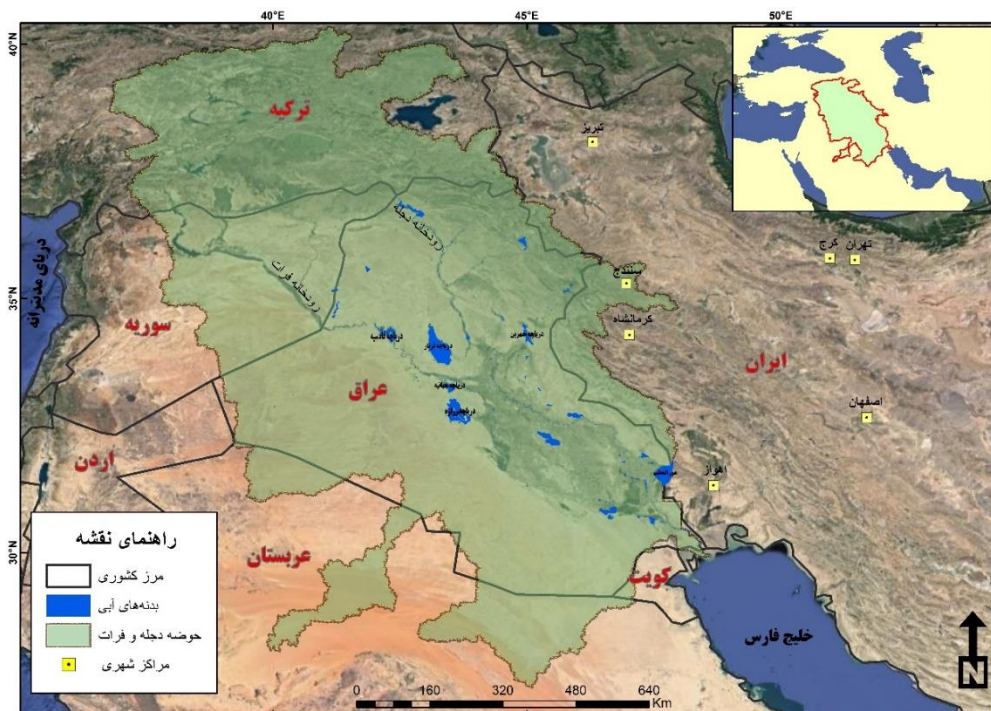 40°E
45°E
50°E
40°N
35°N
30°N
ترکیه
تبریز
رودخانه دجله
رودخانه فرات
کرج
تهران
سنندج
کرمانشاه
دریای مدیترانه
سوریه
عراق
ایران
اصفهان
اهواز
اردن
عربستان
کویت
خلیج فارس
راهنمای نقشه
مرز کشوری
بدنه‌های آبی
حوضه دجله و فرات
مراکز شهری
0 80 160 320 480 640
Km
N